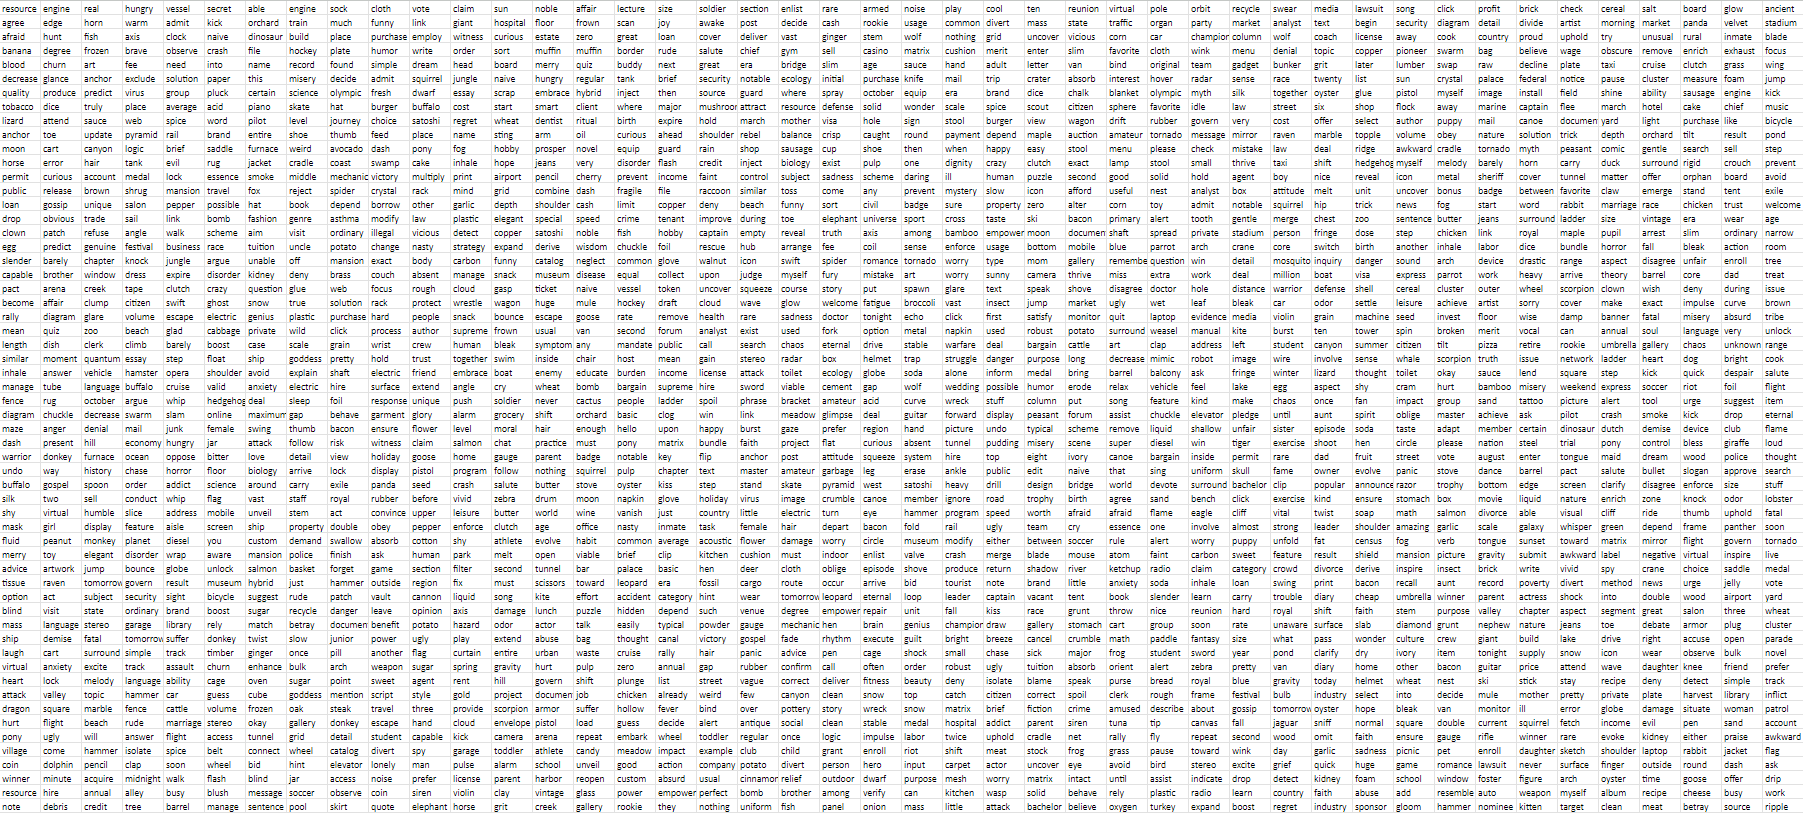 resource engine real hungry vessel secret able engine sock cloth vote claim sun noble affair lecture size soldier section enlist rare armed noise play cool ten reunion virtual pole orbit recycle swear media lawsuit song click profit brick check cereal salt board glow ancient
agree edge horn warm admit kick orchard train much funny link giant hospital floor frown scan joy awake post decide cash rookie usage common divert mass state traffic organ party market analyst text begin security diagram detail divide artist morning market panda velvet stadium
afraid hunt fish axis clock naive dinosaur build place purchase employ witness curious estate zero great loan cover deliver vast ginger stem wolf nothing grid uncover vicious corn car champion column wolf coach license away cook country proud uphold try unusual rural inmate blade
banana degree frozen brave observe crash file hockey plate humor write order sort muffin muffin border rude salute chief gym sell casino matrix cushion merit enter slim favorite cloth wink menu denial topic copper pioneer swarm bag believe wage obscure remove enrich exhaust focus
blood churn art fee need into name record found simple dream head board merry quiz buddy next great era bridge slim age sauce hand adult letter van bind original team gadget bunker grit later lumber swap raw decline plate taxi cruise clutch grass wing
decrease glance anchor exclude solution paper this misery decide admit squirrel jungle naive hungry regular tank brief security notable ecology initial purchase knife mail trip crater absorb interest hover radar sense race twenty list sun crystal palace federal notice pause cluster measure foam jump
quality produce predict virus group pluck certain science olympic fresh dwarf essay scrap embrace hybrid inject then source guard where spray october equip era brand dice chalk blanket olympic myth silk together oyster glue pistol myself image install field shine ability sausage engine kick
tobacco dice truly place average acid piano skate hat burger buffalo cost start smart client where major mushroom attract resource defense solid wonder scale spice scout citizen sphere favorite idle law street six shop flock away marine captain flee march hotel cake chief music
lizard attend sauce web spice word pilot level journey choice satoshi regret wheat dentist ritual birth expire hold march mother visa hole sign stool burger view wagon drift rubber govern very cost offer select author puppy mail canoe document yard light purchase like bicycle
anchor toe update pyramid rail brand entire shoe thumb feed place name sting arm oil curious ahead shoulder rebel balance crisp caught round payment depend maple auction amateur tornado message mirror raven marble topple volume obey nature solution trick depth orchard tilt result pond
moon cart canyon logic brief saddle furnace weird avocado dash pony fog hobby prosper novel equip guard rain shop sausage cup shoe then when happy easy stool menu please check mistake law deal ridge awkward cradle tornado myth peasant comic gentle search sell step
horse error hair tank evil rug jacket cradle coast swamp cake inhale hope jeans very disorder flash credit inject biology exist pulp one dignity crazy clutch exact lamp stool small thrive taxi shift hedgehog myself melody barely horn carry duck surround rigid crouch prevent
permit curious account medal lock essence smoke middle mechanic victory multiply print airport pencil cherry prevent income faint control subject sadness scheme daring ill human puzzle second good solid hold agent boy nice reveal icon metal sheriff cover tunnel matter offer orphan board avoid
public release brown shrug mansion travel fox reject spider crystal rack mind grid combine dash fragile file raccoon similar toss come any prevent mystery slow icon afford useful nest analyst box attitude melt unit uncover bonus badge between favorite claw emerge stand tent exile
loan gossip unique salon pepper possible hat book depend borrow other garlic depth shoulder cash limit copper deny beach funny sort civil badge sure property zero alter corn toy admit notable squirrel hip trick news fog start word rabbit marriage race chicken trust welcome
drop obvious trade sail link bomb fashion genre asthma modify law plastic elegant special speed crime tenant improve during toe elephant universe sport cross taste ski bacon primary alert tooth gentle merge chest zoo sentence butter jeans surround ladder size vintage era wear age
clown patch refuse angle walk scheme aim visit ordinary illegal vicious detect copper satoshi noble fish hobby captain empty reveal truth axis among bamboo empower moon document shaft spread private stadium person fringe dose step chicken link royal maple pupil arrest slim ordinary narrow
egg predict genuine festival business race tuition uncle potato change nasty strategy expand derive wisdom chuckle foil rescue hub arrange fee coil sense enforce usage bottom mobile blue parrot arch crane core switch birth another inhale labor dice bundle horror fall bleak action room
slender barely chapter knock jungle argue unable off mansion exact body carbon funny catalog neglect common glove walnut icon swift spider romance tornado worry type mom gallery remember question win detail mosquito inquiry danger sound arch device drastic range aspect disagree unfair enroll tree
capable brother window dress expire disorder kidney deny brass couch absent manage snack museum disease equal collect upon judge myself fury mistake art worry sunny camera thrive miss extra work deal million boat visa express parrot work heavy arrive theory barrel core dad treat
pact arena creek tape clutch crazy question glue web focus rough cloud gasp ticket naive vessel token uncover squeeze course story put spawn glare text speak shove disagree doctor hole distance warrior defense shell cereal cluster outer wheel scorpion clown wish deny during issue
become affair clump citizen swift ghost snow true solution rack protect wrestle wagon huge mule hockey draft cloud wave glow welcome fatigue broccoli vast insect jump market ugly wet leaf bleak car odor settle leisure achieve artist sorry cover make exact impulse curve brown
rally diagram glare volume escape electric genius plastic purchase hard people snack bounce escape goose rate remove health rare sadness doctor tonight echo click first satisfy monitor quit laptop evidence media violin grain machine seed invest floor wise damp banner fatal misery absurd tribe
mean quiz zoo beach glad cabbage private wild click process author supreme frown usual van second forum analyst exist used fork option metal napkin used robust potato surround weasel manual kite burst ten tower spin broken merit vocal can annual soul language very unlock
length dish clerk climb barely boost case scale grain wrist crew human bleak symptom any mandate public call search chaos eternal drive stable warfare deal bargain cattle art clap address left student canyon summer citizen tilt pizza retire rookie umbrella gallery chaos unknown range
similar moment quantum essay step float ship goddess pretty hold trust together swim inside chair host mean gain stereo radar box helmet trap struggle danger purpose long decrease mimic robot image wire involve sense whale scorpion truth issue network ladder heart dog bright cook
inhale answer vehicle hamster opera shoulder avoid explain shaft electric friend embrace boat enemy educate burden income license attack toilet ecology globe soda alone inform medal bring barrel balcony ask fringe winter lizard thought toilet okay sauce lend square step kick quick despair salute
manage tube language buffalo cruise valid anxiety electric hire surface extend angle cry wheat bomb bargain supreme hire sword viable cement gap wolf wedding possible humor erode relax vehicle feel lake egg aspect shy cram hurt bamboo misery weekend express soccer riot foil flight
fence rug october argue whip hedgehog deal sleep foil response unique push soldier never cactus people ladder spoil phrase bracket amateur acid curve wreck stuff column put song feature kind make chaos once fan impact group sand tattoo picture alert tool urge suggest item
diagram chuckle decrease swarm slam online maximum gap behave garment glory alarm grocery shift orchard basic clog win link meadow glimpse deal guitar forward display peasant forum assist chuckle elevator pledge until aunt spirit oblige master achieve ask pilot crash smoke kick drop eternal
maze anger denial mail junk female swing thumb bacon ensure flower level moral hair enough hello upon happy burst gaze prefer region hand picture undo typical scheme remove liquid shallow unfair sister episode soda taste adapt member certain dinosaur dutch demise device club flame
dash present hill economy hungry jar attack follow risk witness claim salmon chat practice must pony matrix bundle faith project flat curious absent tunnel pudding misery scene super diesel win tiger exercise shoot hen circle please nation steel trial pony control bless giraffe loud
warrior donkey furnace ocean oppose bitter love detail view holiday goose home gauge parent badge notable key flip anchor post attitude squeeze system hire top eight ivory canoe bargain inside permit rare dad fruit street vote august enter tongue maid dream wood police thought
undo way history chase horror floor biology arrive lock display pistol program follow nothing squirrel pulp chapter text master amateur garbage leg erase ankle public edit naive that sing uniform skull fame owner evolve panic stove dance barrel pact salute bullet slogan approve search
buffalo gospel spoon order addict science around carry exile panda seed crash salute butter stove oyster kiss step stand skate pyramid west satoshi heavy drill design bridge world devote surround bachelor clip popular announce razor trophy bottom edge screen clarify disagree enforce size stuff
silk two sell conduct whip flag vast staff royal rubber before vivid zebra drum moon napkin glove holiday virus image crumble canoe member ignore road trophy birth agree sand bench click exercise kind ensure stomach box movie liquid nature enrich zone knock odor lobster
shy virtual humble slice address mobile unveil stem act convince upper leisure butter world wine vanish just country little electric turn eye hammer program speed worth afraid afraid flame eagle cliff vital twist soap math salmon divorce able visual cliff ride thumb uphold fatal
mask girl display feature aisle screen ship property double obey pepper enforce clutch age office nasty inmate task female hair depart bacon fold rail ugly team cry essence one involve almost strong leader shoulder amazing garlic scale galaxy whisper green depend frame panther soon
fluid peanut monkey planet diesel you custom demand swallow absorb cotton shy athlete evolve habit common average acoustic flower damage worry circle museum modify either between soccer rule alert worry puppy unfold fat census fog verb tongue sunset toward matrix mirror flight govern tornado
merry toy elegant disorder wrap aware mansion police finish ask human park melt open viable brief clip kitchen cushion must indoor enlist valve crash merge blade mouse atom faint carbon sweet feature result shield mansion picture gravity submit awkward label negative virtual inspire live
advice artwork jump bounce globe unlock salmon basket forget game section filter second tunnel bar palace basic hen deer cloth oblige episode shove produce return shadow river ketchup radio claim category crowd divorce derive inspire insect brick write vivid spy crane choice saddle medal
tissue raven tomorrow govern result museum hybrid just hammer outside region fix must scissors toward leopard era fossil cargo route occur arrive bid tourist note brand little anxiety soda inhale loan swing print bacon recall aunt record poverty divert method news urge jelly vote
option act subject security sight bicycle suggest rude patch vault cannon liquid song kite effort accident category hint wear tomorrow leopard eternal loop leader captain vacant tent book slender learn carry trouble diary cheap umbrella winner parent actress shock into double wood airport yard
blind visit state ordinary brand boost sugar recycle danger leave opinion axis damage lunch puzzle hidden depend such venue degree empower repair unit fall kiss race grunt throw nice reunion hard royal shift faith stem purpose valley chapter aspect segment great salon three wheat
mass language stereo garage library rely match betray document benefit potato hazard odor actor talk easily typical powder gauge mechanic hen brain genius champion draw gallery stomach cart group soon rate unaware surface slab diamond grunt nephew nature jeans toe debate armor plug cluster
ship demise fatal tomorrow suffer donkey twist slow junior power ugly play extend abuse bag thought canal victory gospel fade rhythm execute guilt bright breeze cancel crumble math paddle fantasy size what pass wonder culture crew giant build lake drive right accuse open parade
laugh cart surround simple track timber ginger once pill another flag curtain entire urban waste cruise rally hair panic advice pen cage shock small chase sick major frog student sword year pond clarify dry ivory item tonight supply snow icon wear observe bulk novel
virtual anxiety excite track assault churn enhance bulk arch weapon sugar spring gravity hurt pulp zero annual gap rubber confirm call often order robust ugly tuition absorb orient alert zebra pretty van diary home other bacon guitar price attend wave daughter knee friend prefer
heart lock melody language ability cage oven sugar point sweet agent rent hill govern shift plunge list street vague correct deliver fitness beauty deny isolate blame speak purse bread royal blue gravity today helmet wheat nest ski stick stay recipe deny detect simple track
attack valley topic hammer car guess cube goddess mention script style gold project document job chicken already weird few canyon clean snow top catch citizen correct spoil clerk rough frame festival bulb industry select into decide mule mother pretty private plate harvest library inflict
dragon square marble fence cattle volume frozen oak steak travel three provide scorpion armor suffer hollow fever bind over pottery story wreck snow matrix brief fiction crime amused describe about gossip tomorrow oyster hope bleak van monitor ill error globe damage situate woman patrol
hurt flight beach rude marriage stereo okay gallery donkey escape hand cloud envelope pistol load guess decide alert antique social clean stable medal hospital addict parent siren tuna tip canvas fall jaguar sniff normal square double current squirrel fetch income evil pen sand account
pony ugly will answer flight access tunnel grid detail student capable kick camera arena repeat embark wheel toddler regular once logic impulse labor twice uphold cradle net rally fly repeat second wood omit faith ensure gauge rifle winner rare evoke kidney either praise awkward
village come hammer isolate spice belt connect wheel catalog divert spy garage toddler athlete candy meadow impact example club child grant enroll riot shift meat stock frog grass pause toward wink day garlic sadness picnic pet enroll daughter sketch shoulder laptop rabbit jacket flag
coin dolphin pencil clap soon wheel bid hint elevator lonely man pulse alarm school unveil good action company potato divert person hero input carpet actor uncover eye avoid bird stereo excite grief quick huge game romance lawsuit never surface finger outside round dash ask
winner minute acquire midnight walk flash blind jar access noise prefer license parent harbor reopen custom absurd usual cinnamon relief outdoor dwarf purpose mesh worry matrix intact until assist indicate drop detect kidney foam school window foster figure arch oyster time goose offer drip
resource hire annual alley busy blush message soccer observe coin siren violin clay vintage glass power empower perfect bomb brother among verify can kitchen wasp solid behave rely plastic radio learn country faith abuse add resemble auto weapon myself album recipe cheese busy work
note debris credit tree barrel manage sentence pool skirt quote elephant horse grit creek gallery rookie they nothing uniform fish panel onion mass little attack bachelor believe oxygen turkey expand boost regret industry sponsor gloom hammer nominee kitten target clean meat betray source ripple